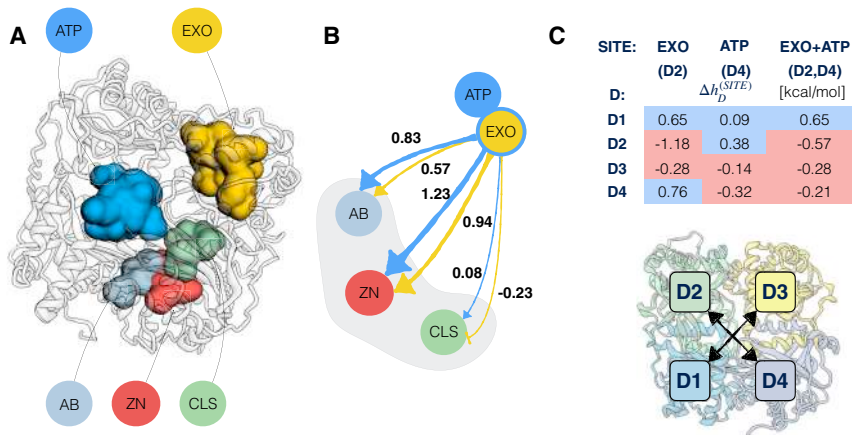 A
ATP
EXO
AB
ZN
CLS
B
ATP
EXO
0.83
0.57
1.23
0.94
0.08
-0.23
AB
ZN
CLS
C
SITE: EXO ATP EXO+ATP
(D2) (D4) (D2,D4)
D: Δh_D^(SITE) [kcal/mol]
D1 0.65 0.09 0.65
D2 -1.18 0.38 -0.57
D3 -0.28 -0.14 -0.28
D4 0.76 -0.32 -0.21
D2 D3
D1 D4